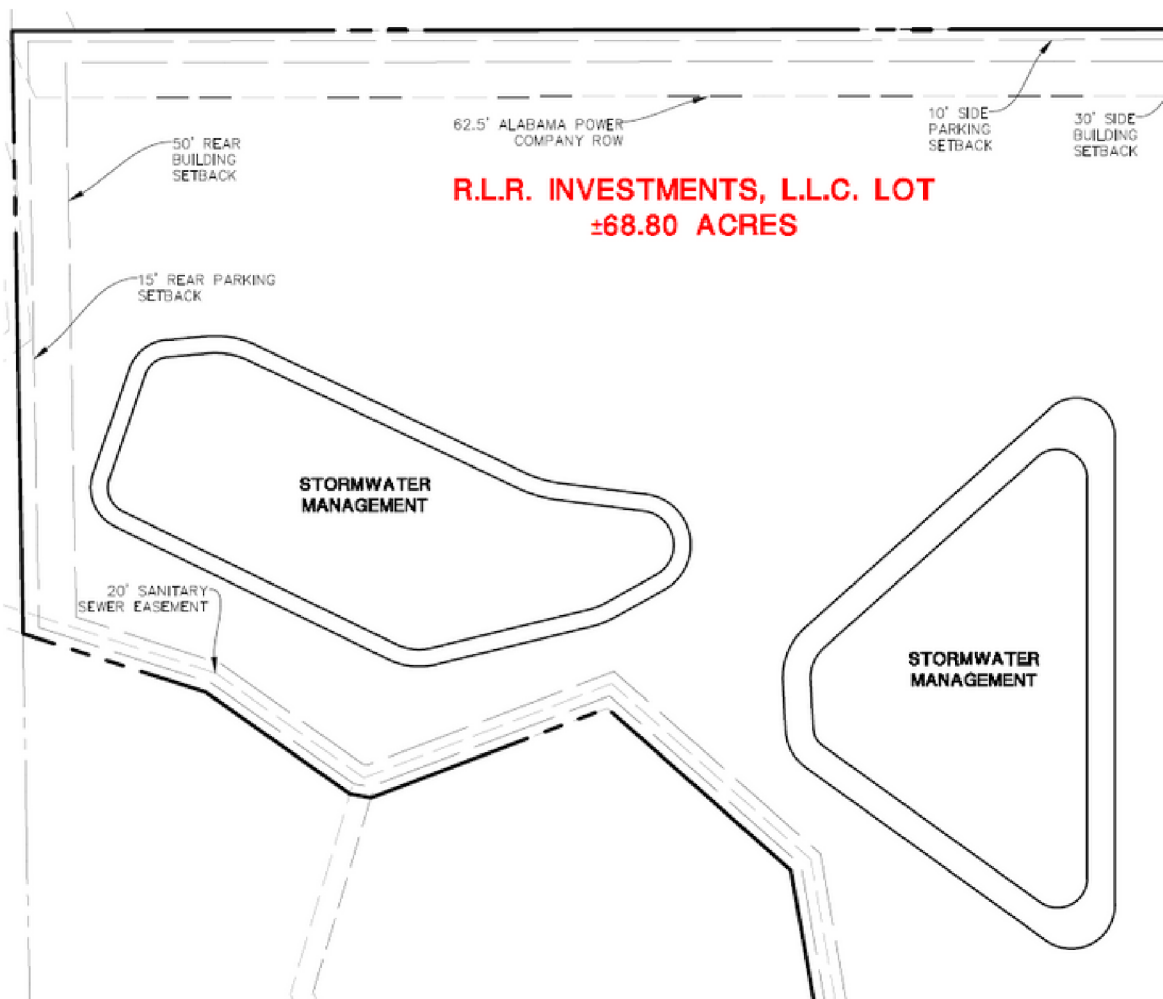 62.5' ALABAMA POWER
COMPANY ROW
10' SIDE
PARKING
SETBACK
30' SIDE
BUILDING
SETBACK
50' REAR
BUILDING
SETBACK
R.L.R. INVESTMENTS, L.L.C. LOT
±68.80 ACRES
15' REAR PARKING
SETBACK
STORMWATER
MANAGEMENT
20' SANITARY
SEWER EASEMENT
STORMWATER
MANAGEMENT